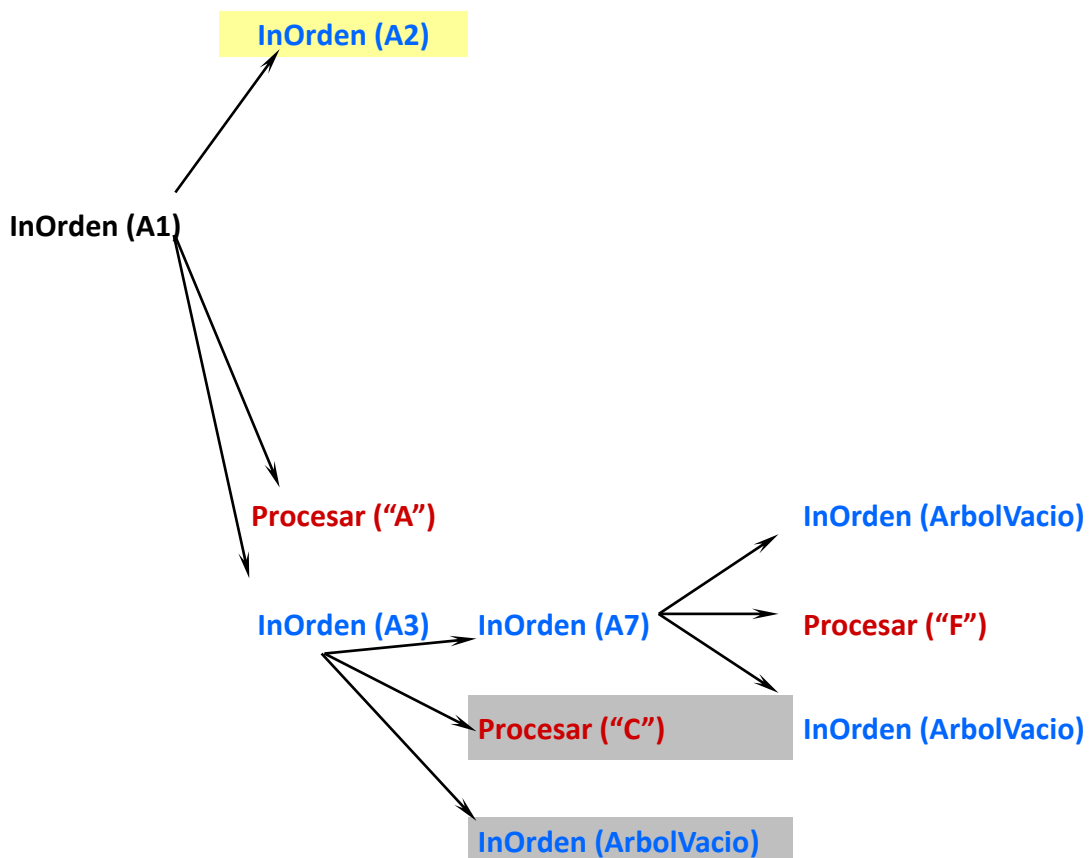 InOrden (A2)
InOrden (A1)
Procesar (“A”)
InOrden (ArbolVacio)
InOrden (A3)
InOrden (A7)
Procesar (“F”)
Procesar (“C”)
InOrden (ArbolVacio)
InOrden (ArbolVacio)